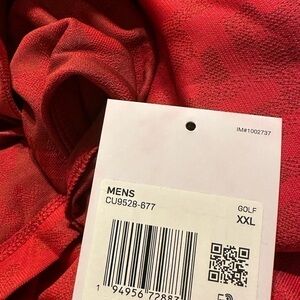 IM#1002737
MENS
CU9528-677
GOLF
XXL
1 94956 72883